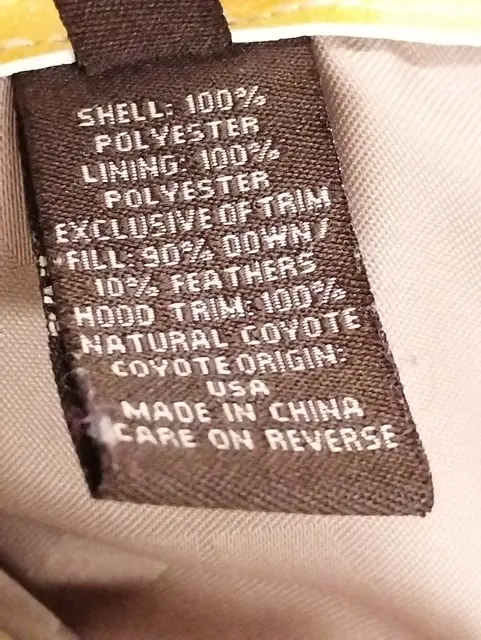 SHELL: 100%
POLYESTER
LINING: 100%
POLYESTER
EXCLUSIVE OF TRIM
FILL: 90% DOWN/
10% FEATHERS
HOOD TRIM: 100%
NATURAL COYOTE
COYOTE ORIGIN:
USA
MADE IN CHINA
CARE ON REVERSE